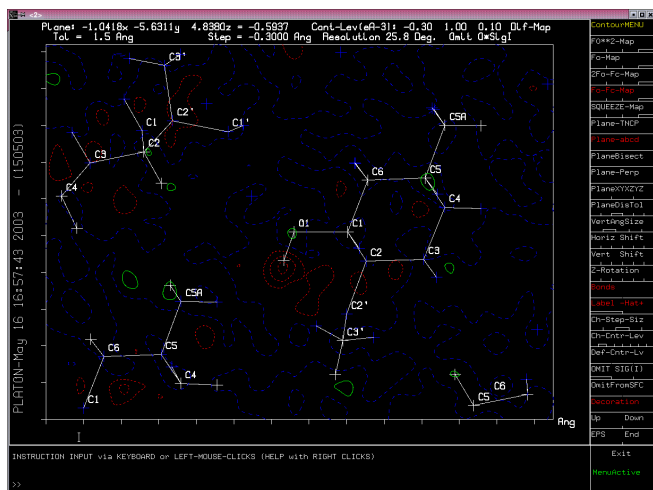 Plane: -1.0418x -5.6311y 4.8380z = -0.5937 Cont-Lev(eA-3): -0.30 1.00 0.10 Dlf-Map
Tol = 1.5 Ang Step = -0.3000 Ang Resolution 25.8 Deg. Omit 0*SigI
PLATON-May 16 16:57:43 2003 - (150503)
C3'
C2'
C1
C1'
C2
C3
C4
C5A
C6
C5
C4
O1
C1
C2
C3
C2'
C3'
C5A
C6
C5
C4
C1
C6
C5
Ang
INSTRUCTION INPUT via KEYBOARD or LEFT-MOUSE-CLICKS (HELP with RIGHT CLICKS)
>>
ContourMENU
FO**2-Map
Fo-Map
2Fo-Fc-Map
Fo-Fc-Map
SQUEEZE-Map
Plane-TNCP
Plane-abcd
PlaneBisect
Plane-Perp
PlaneXYZXYZ
PlaneDisTol
VertAngSize
Horiz Shift
Vert Shift
Z-Rotation
Bonds
Label -Hat+
Ch-Step-Siz
Ch-Cntr-Lev
Def-Cntr-Lv
OMIT SIG(I)
OmitFromSFC
Decoration
Up Down
EPS End
Exit
MenuActive